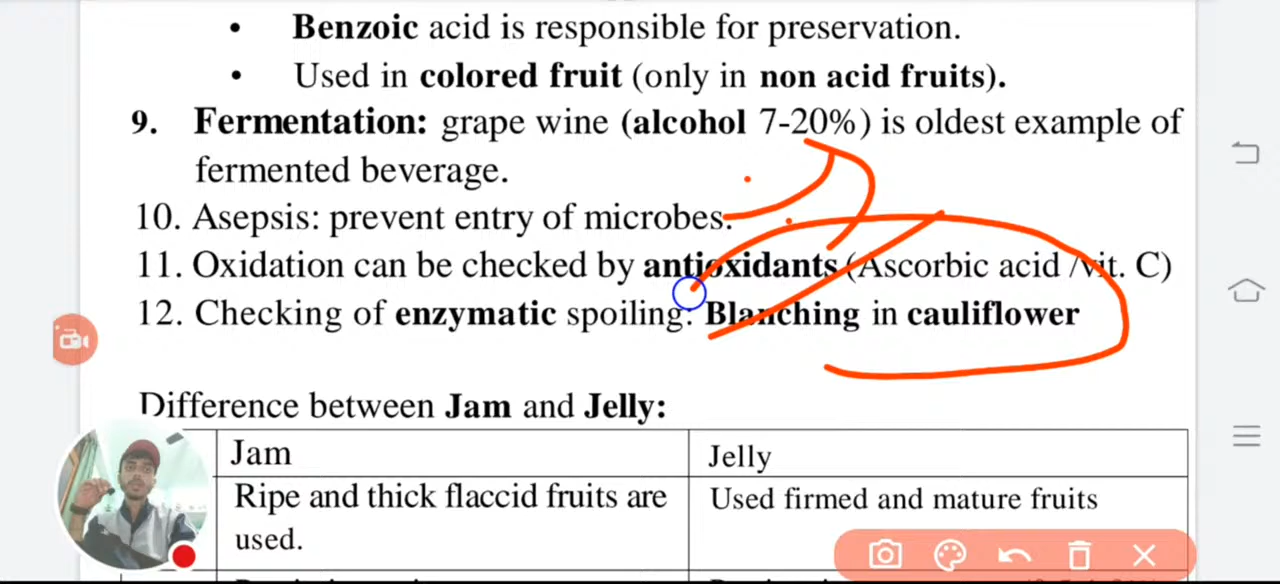 • Benzoic acid is responsible for preservation.
• Used in colored fruit (only in non acid fruits).
9. Fermentation: grape wine (alcohol 7-20%) is oldest example of
fermented beverage.
10. Asepsis: prevent entry of microbes.
11. Oxidation can be checked by antioxidants (Ascorbic acid /vit. C)
12. Checking of enzymatic spoiling: Blanching in cauliflower
Difference between Jam and Jelly:
Jam
Jelly
Ripe and thick flaccid fruits are
used.
Used firmed and mature fruits